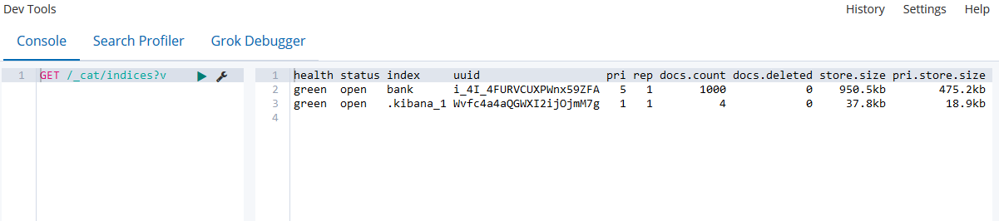 Dev Tools History Settings Help
Console Search Profiler Grok Debugger
1 GET /_cat/indices?v
1 health status index uuid pri rep docs.count docs.deleted store.size pri.store.size
2 green open bank i_4I_4FURVCUXPWnx59ZFA 5 1 1000 0 950.5kb 475.2kb
3 green open .kibana_1 Wvfc4a4aQGWXI2ijOjmM7g 1 1 4 0 37.8kb 18.9kb
4